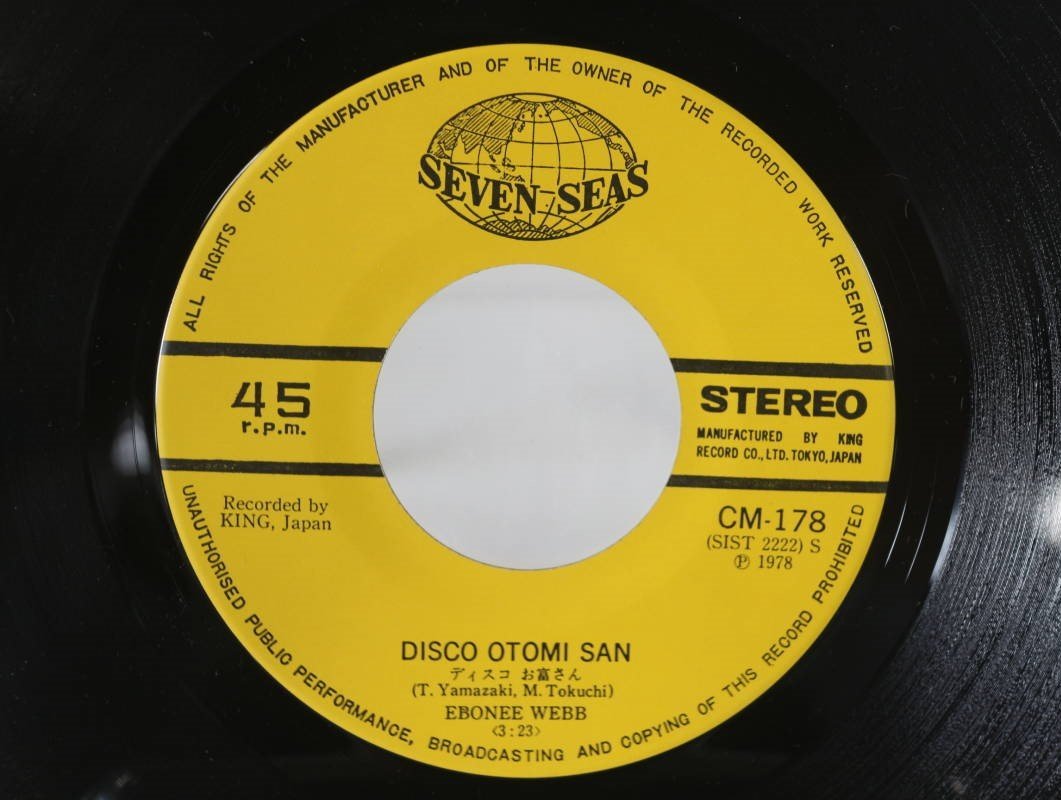 ALL RIGHTS OF THE MANUFACTURER AND OF THE OWNER OF THE RECORDED WORK RESERVED
SEVEN SEAS
45
r.p.m.
STEREO
MANUFACTURED BY KING
RECORD CO., LTD. TOKYO, JAPAN
Recorded by
KING, Japan
CM-178
(SIST 2222) S
Ⓟ 1978
DISCO OTOMI SAN
ディスコ お富さん
(T. Yamazaki, M. Tokuchi)
EBONEE WEBB
<3:23>
UNAUTHORISED PUBLIC PERFORMANCE, BROADCASTING AND COPYING OF THIS RECORD PROHIBITED